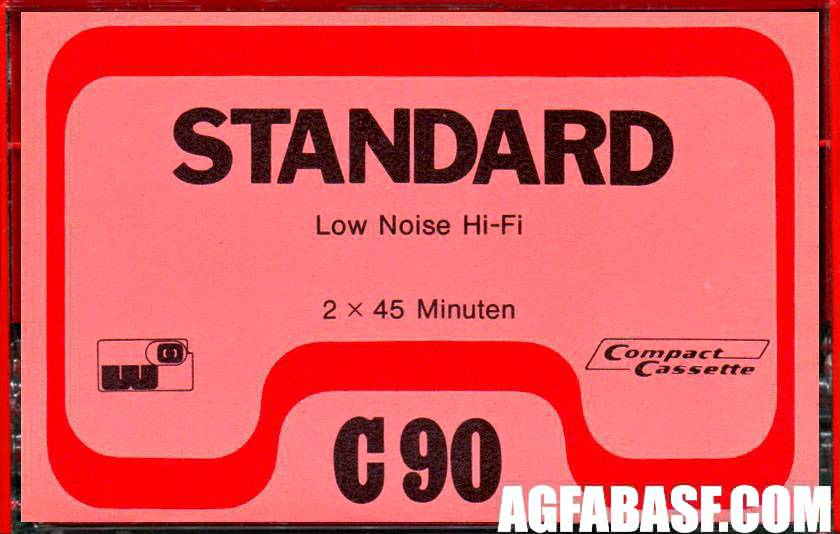 STANDARD
Low Noise Hi-Fi
2 × 45 Minuten
Compact
Cassette
C 90
AGFABASF.COM